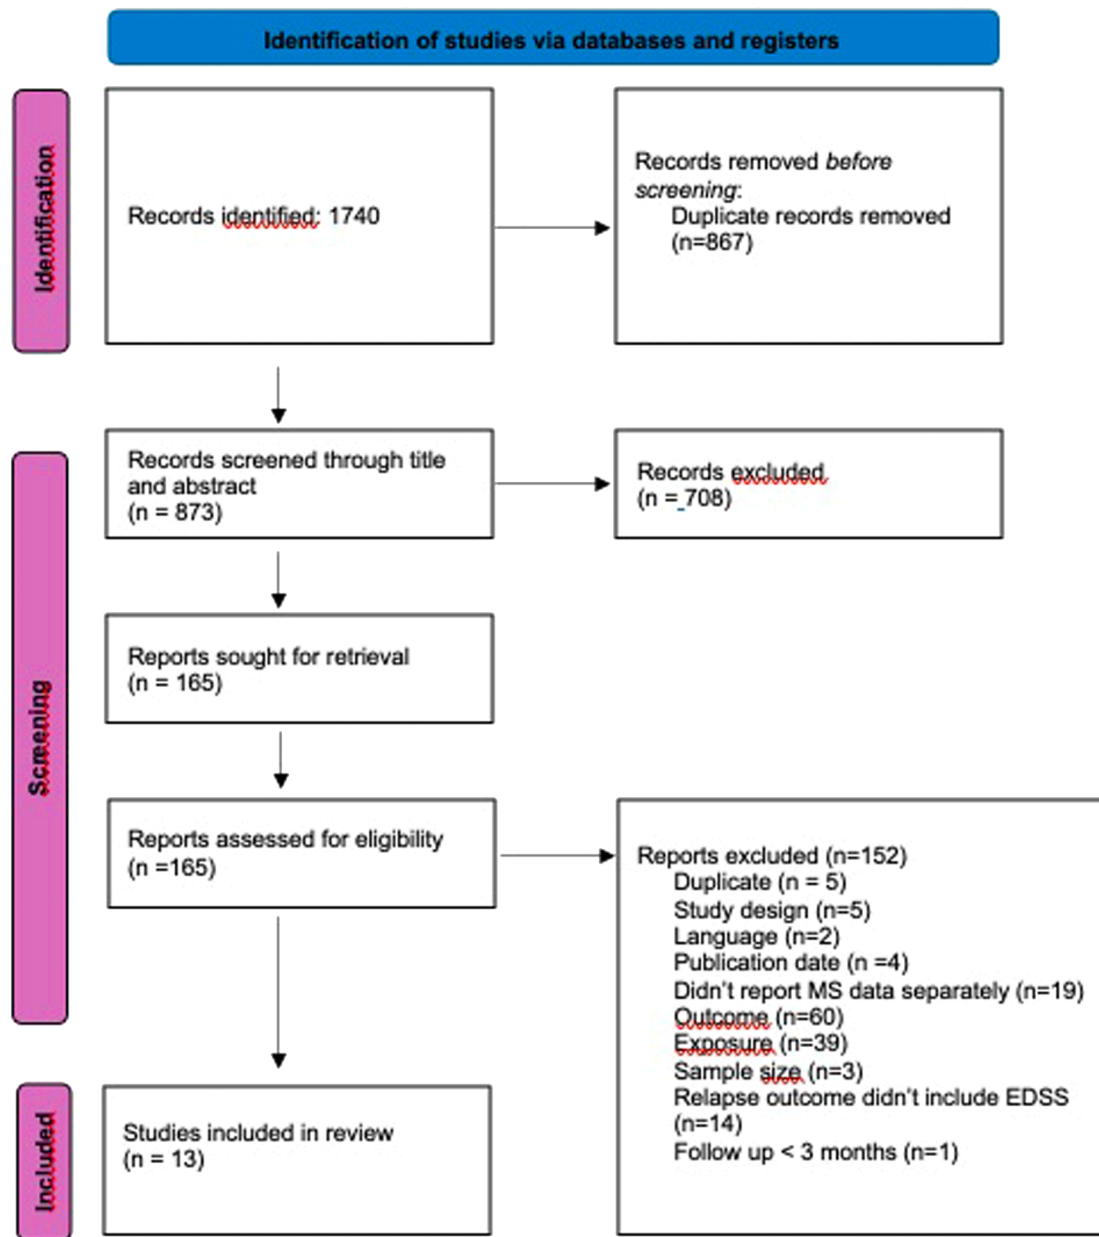 Identification of studies via databases and registers
Identification
Records identified: 1740
Records removed before
screening:
Duplicate records removed
(n=867)
Screening
Records screened through title
and abstract
(n = 873)
Records excluded
(n = 708)
Reports sought for retrieval
(n = 165)
Reports assessed for eligibility
(n =165)
Reports excluded (n=152)
Duplicate (n = 5)
Study design (n=5)
Language (n=2)
Publication date (n =4)
Didn't report MS data separately (n=19)
Outcome (n=60)
Exposure (n=39)
Sample size (n=3)
Relapse outcome didn't include EDSS
(n=14)
Follow up < 3 months (n=1)
Included
Studies included in review
(n = 13)